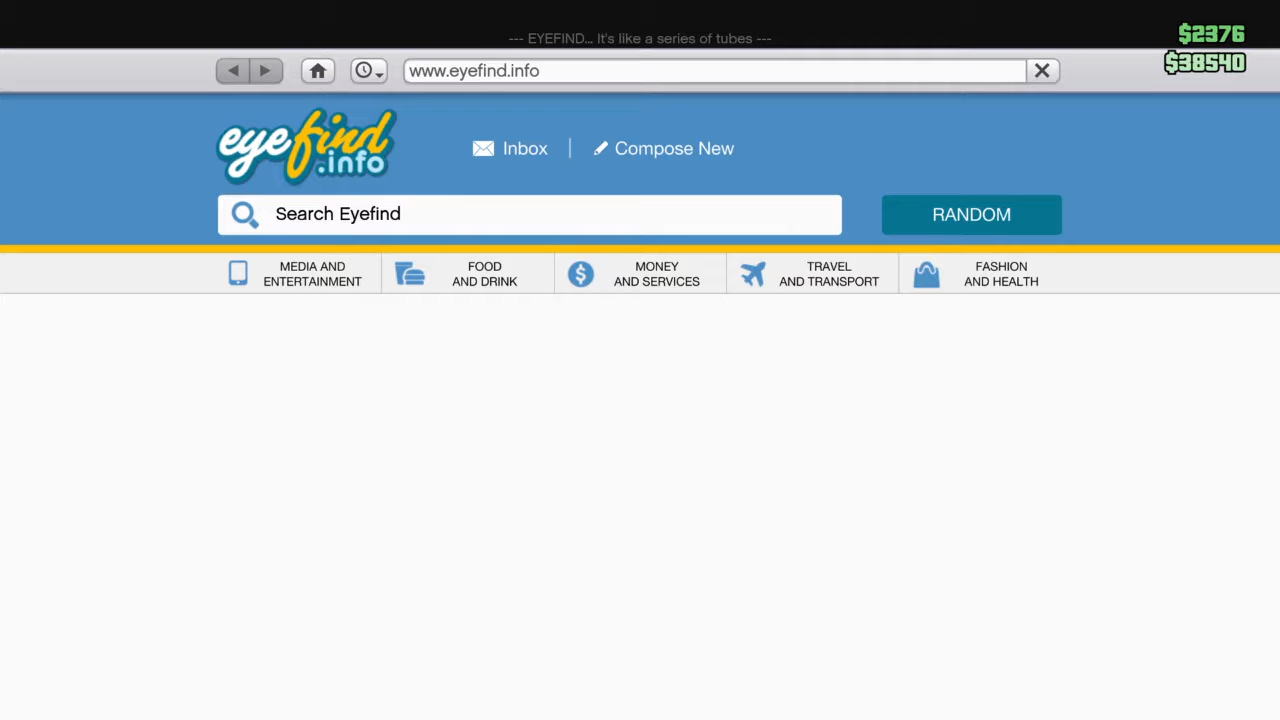 --- EYEFIND... It's like a series of tubes ---
$2376
$38540
www.eyefind.info
eyefind
.info
Inbox
Compose New
Search Eyefind
RANDOM
MEDIA AND
ENTERTAINMENT
FOOD
AND DRINK
MONEY
AND SERVICES
TRAVEL
AND TRANSPORT
FASHION
AND HEALTH